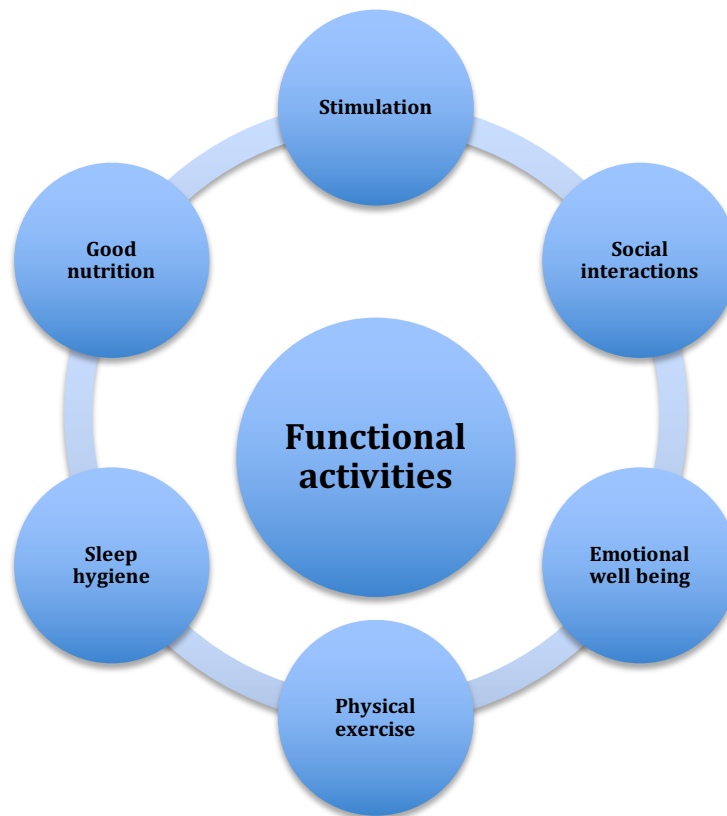 Stimulation
Social
interactions
Emotional
well being
Physical
exercise
Sleep
hygiene
Good
nutrition
Functional
activities